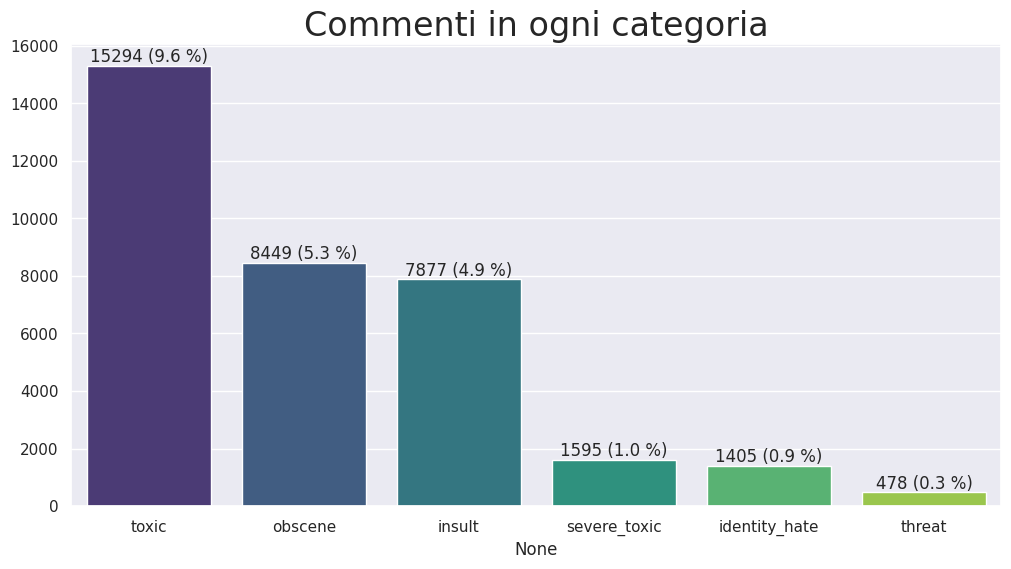 Commenti in ogni categoria
16000
14000
12000
10000
8000
6000
4000
2000
0
15294 (9.6 %)
8449 (5.3 %)
7877 (4.9 %)
1595 (1.0 %)
1405 (0.9 %)
478 (0.3 %)
toxic
obscene
insult
severe_toxic
identity_hate
threat
None